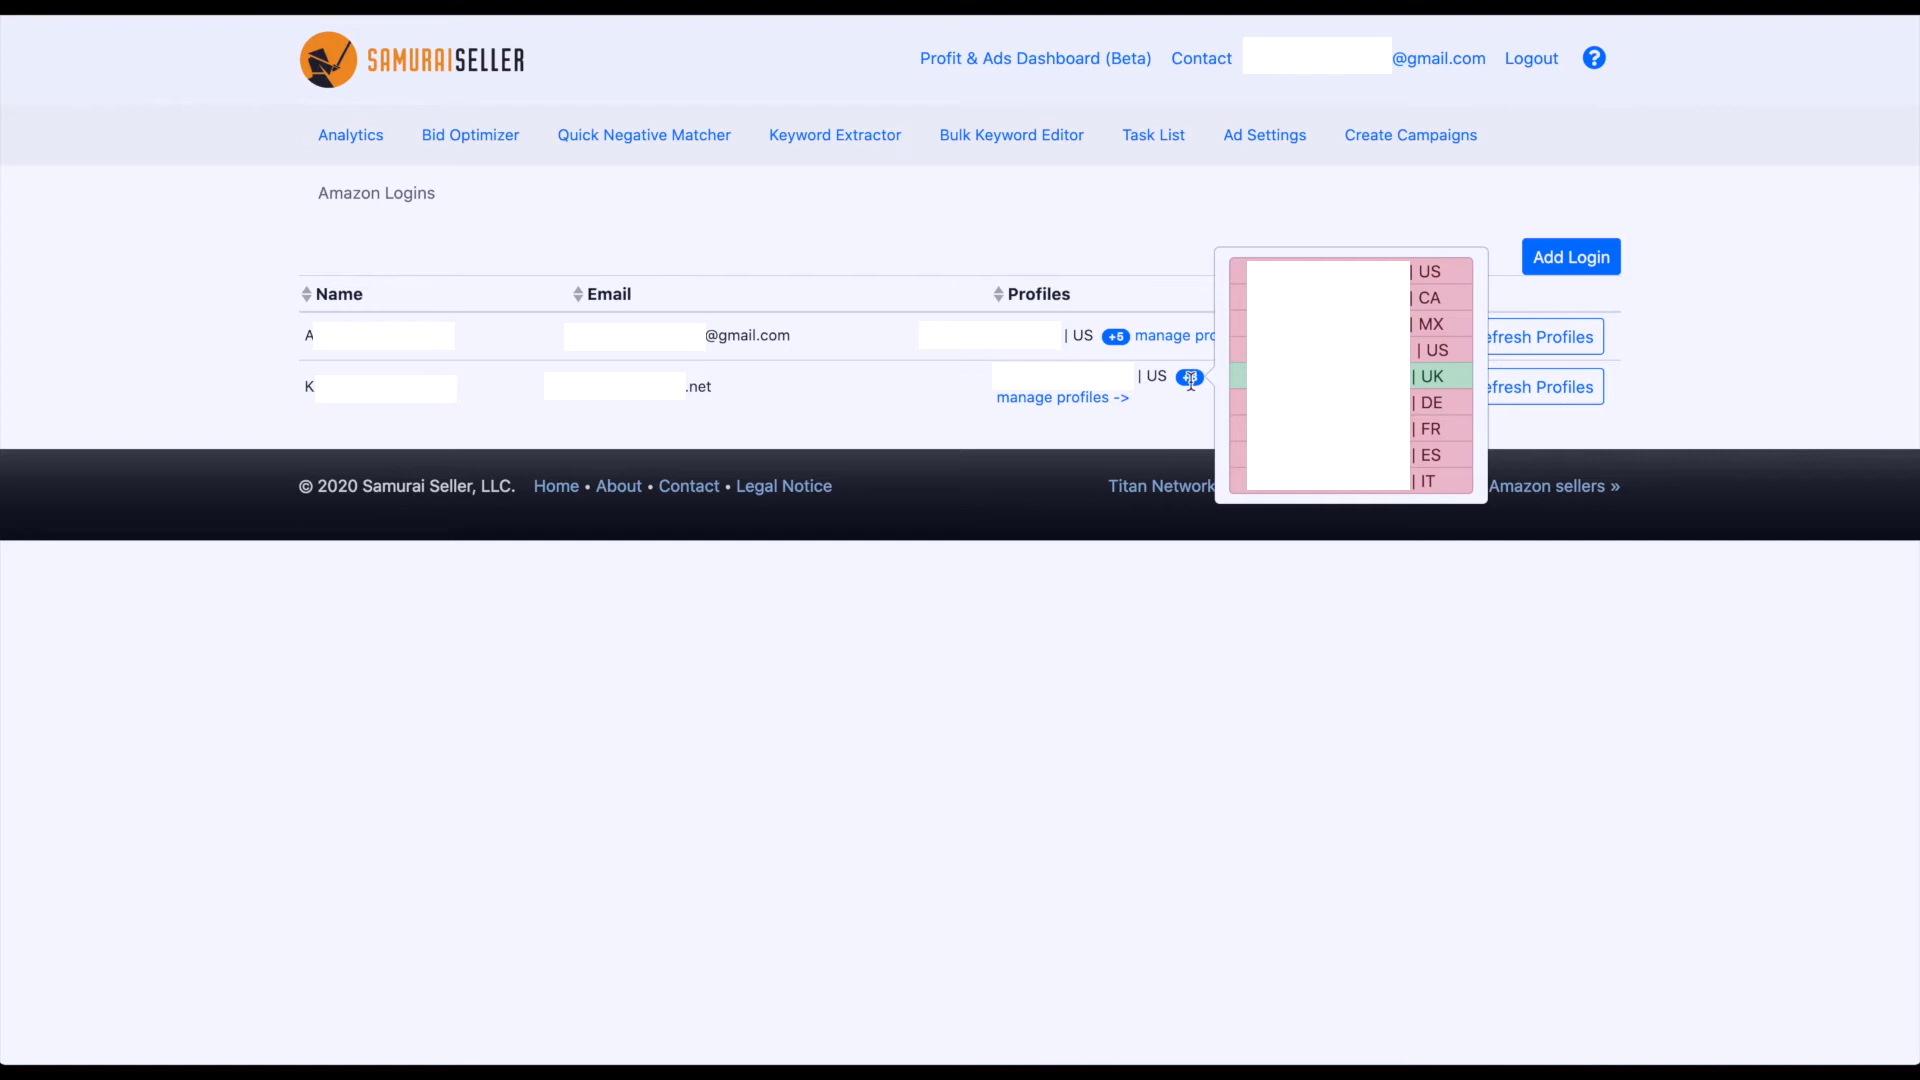 SAMURAISELLER
Profit & Ads Dashboard (Beta) Contact @gmail.com Logout ?
Analytics Bid Optimizer Quick Negative Matcher Keyword Extractor Bulk Keyword Editor Task List Ad Settings Create Campaigns
Amazon Logins
Add Login
Name Email Profiles
A @gmail.com | US +5 manage pro efresh Profiles
K .net | US manage profiles -> efresh Profiles
| US
| CA
| MX
| US
| UK
| DE
| FR
| ES
| IT
© 2020 Samurai Seller, LLC. Home • About • Contact • Legal Notice Titan Network Amazon sellers »